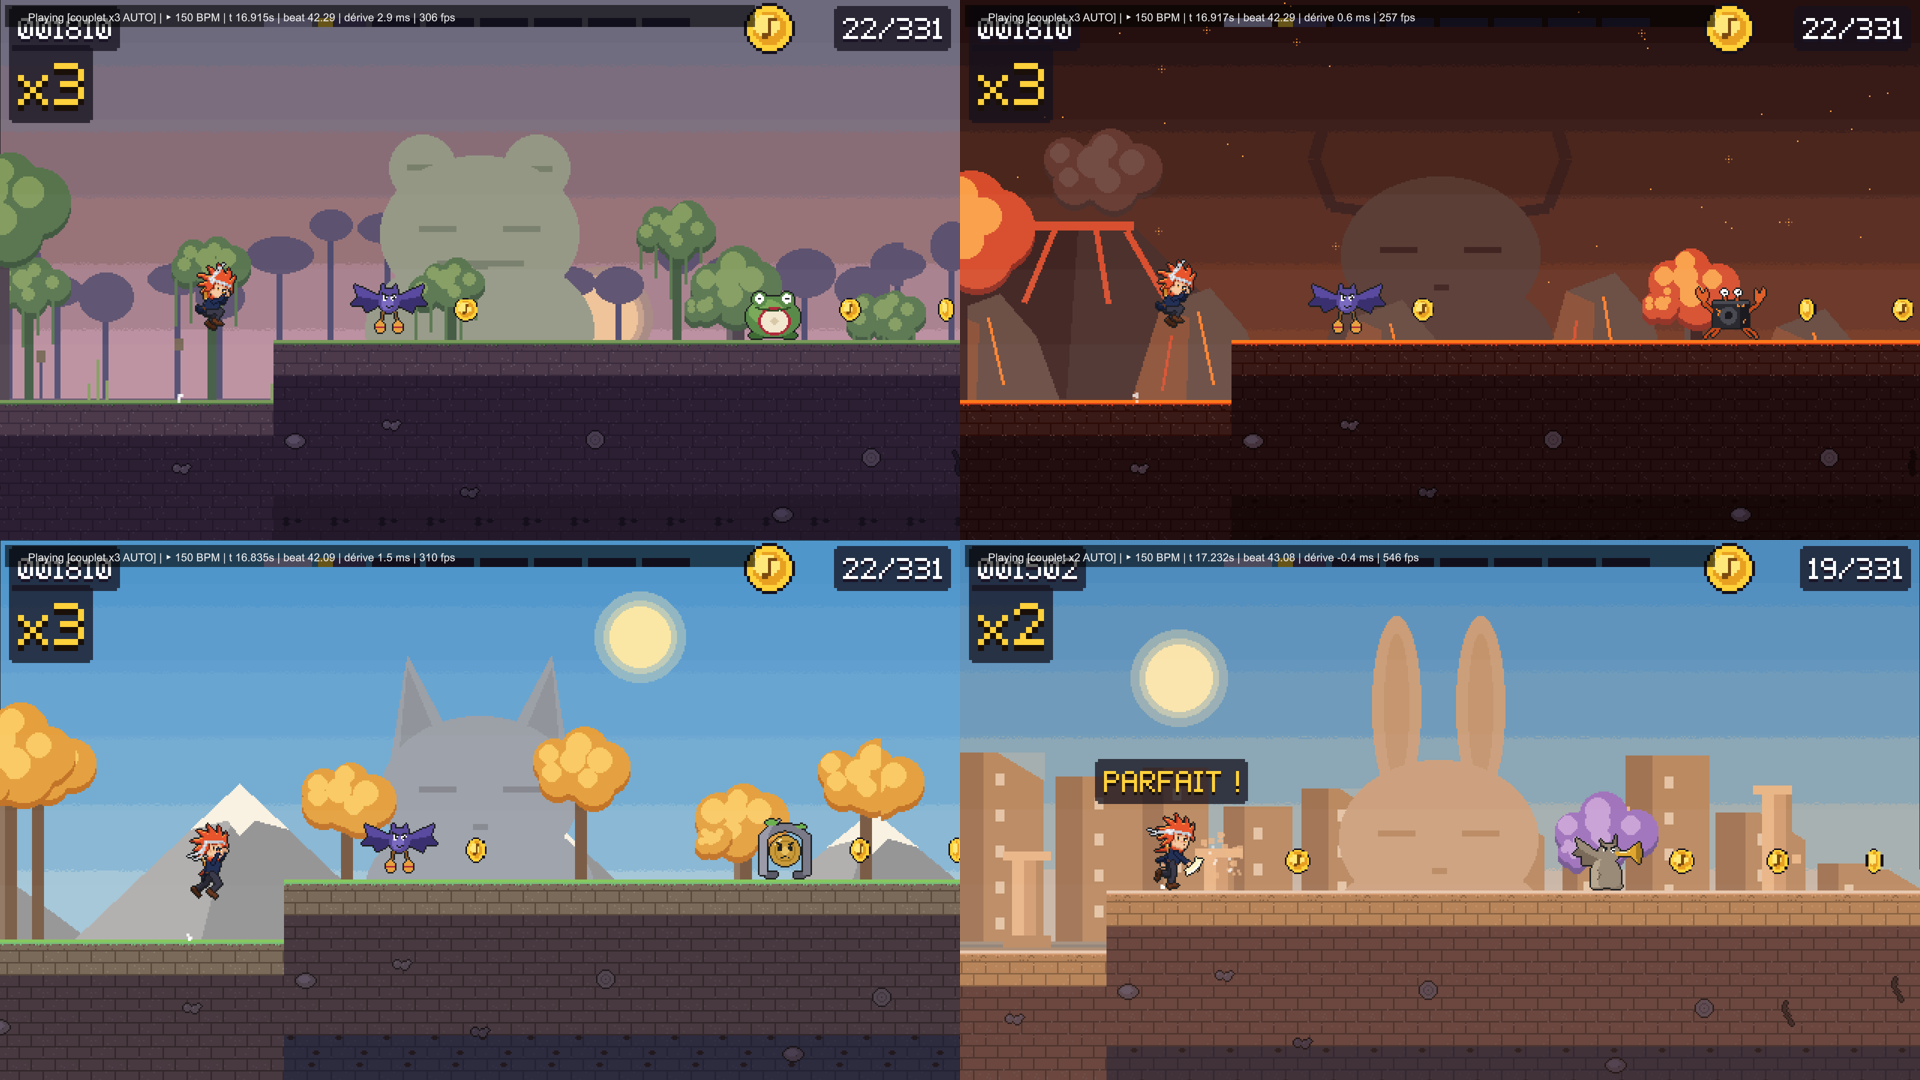 Playing [couplet x3 AUTO] | ▸ 150 BPM | t 16.915s | beat 42.29 | dérive 2.9 ms | 306 fps
001810
22/331
x3
Playing [couplet x3 AUTO] | ▸ 150 BPM | t 16.917s | beat 42.29 | dérive 0.6 ms | 257 fps
001810
22/331
x3
Playing [couplet x3 AUTO] | ▸ 150 BPM | t 16.835s | beat 42.09 | dérive 1.5 ms | 310 fps
001810
22/331
x3
Playing [couplet x2 AUTO] | ▸ 150 BPM | t 17.232s | beat 43.08 | dérive -0.4 ms | 546 fps
001502
19/331
x2
PARFAIT !